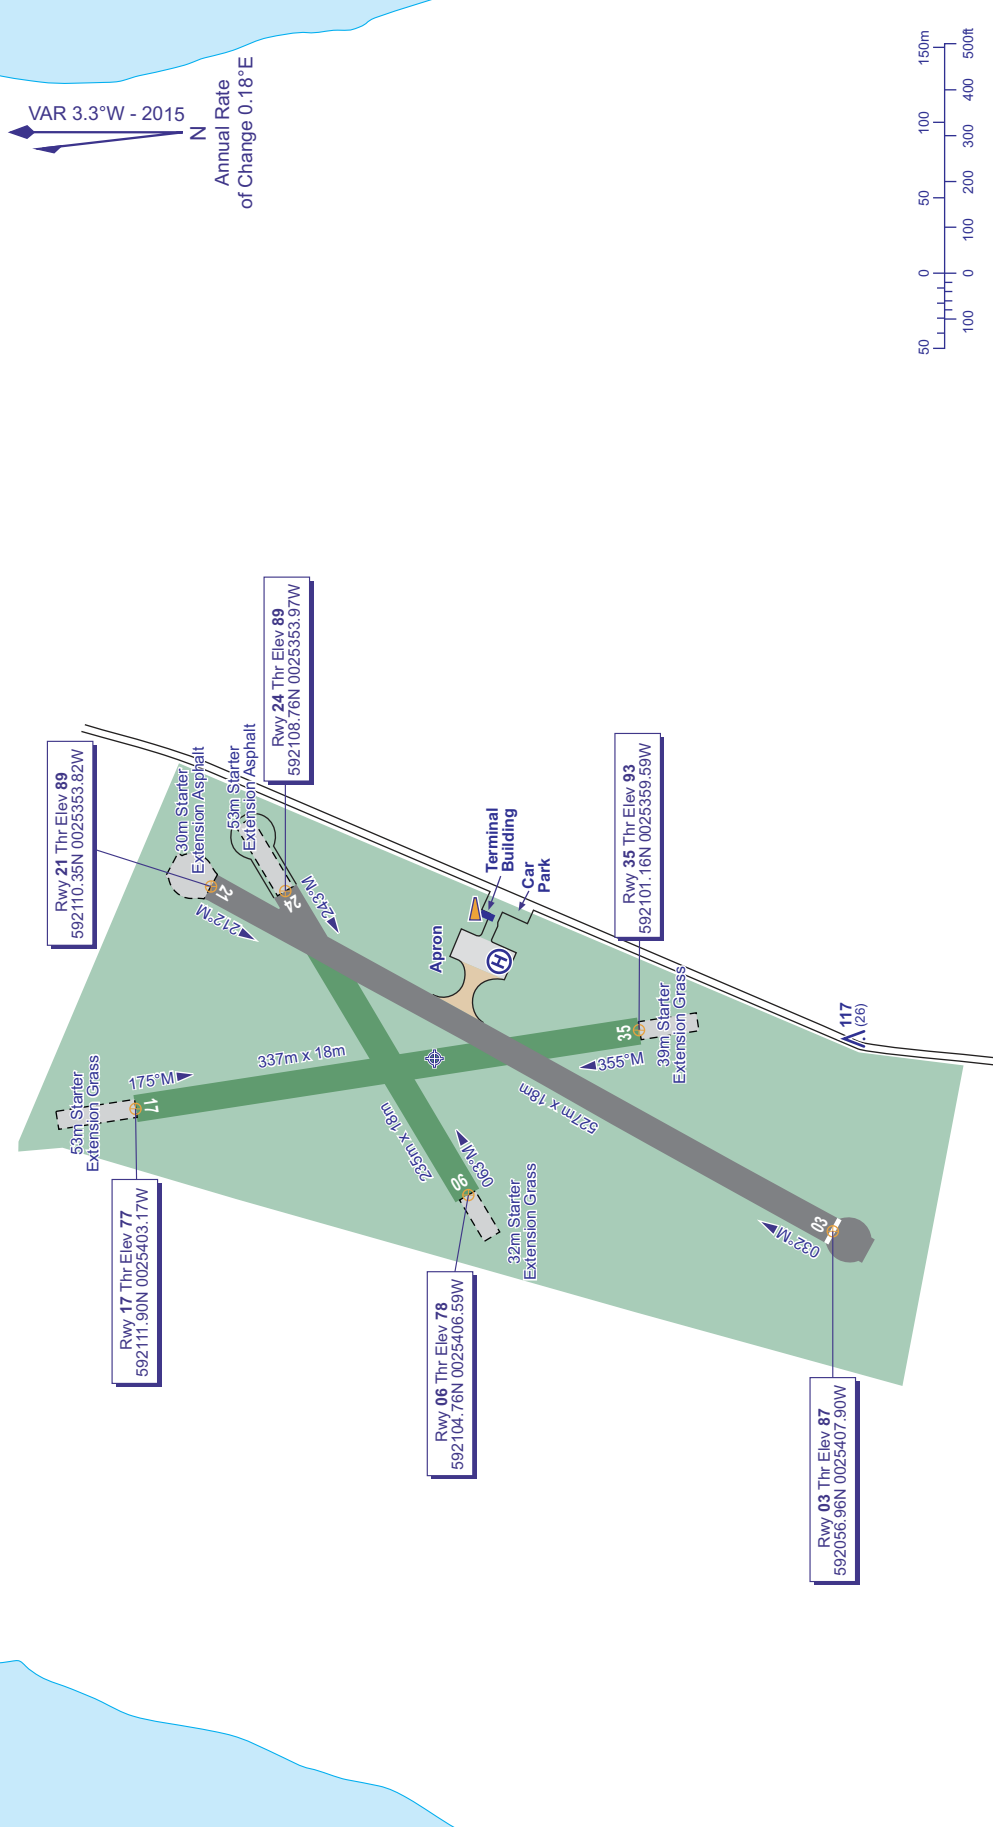 VAR 3.3°W - 2015
N
Annual Rate
of Change 0.18°E
150m
100
50
0
50
500ft
400
300
200
100
0
100
Rwy 21 Thr Elev 89
592110.35N 0025353.82W
Rwy 24 Thr Elev 89
592108.76N 0025353.97W
30m Starter
Extension Asphalt
53m Starter
Extension Asphalt
21
212°M
24
243°M
Rwy 35 Thr Elev 93
592101.16N 0025359.59W
Terminal
Building
Car
Park
Apron
H
35
355°M
39m Starter
Extension Grass
117
(26)
337m x 18m
175°M
17
53m Starter
Extension Grass
527m x 18m
235m x 18m
063°M
06
32m Starter
Extension Grass
03
032°M
Rwy 17 Thr Elev 77
592111.90N 0025403.17W
Rwy 06 Thr Elev 78
592104.76N 0025406.59W
Rwy 03 Thr Elev 87
592056.96N 0025407.90W